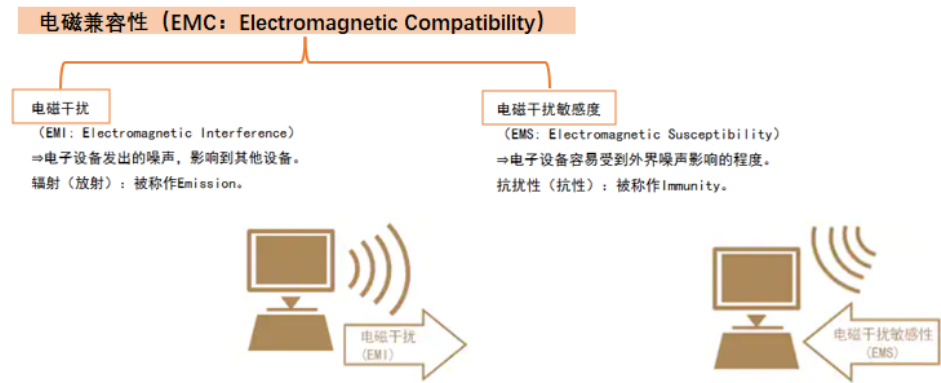 电磁兼容性（EMC：Electromagnetic Compatibility）
电磁干扰
（EMI: Electromagnetic Interference）
⇒电子设备发出的噪声，影响到其他设备。
辐射（放射）：被称作Emission。
电磁干扰敏感度
（EMS: Electromagnetic Susceptibility）
⇒电子设备容易受到外界噪声影响的程度。
抗扰性（抗性）：被称作Immunity。
电磁干扰
(EMI)
电磁干扰敏感性
(EMS)